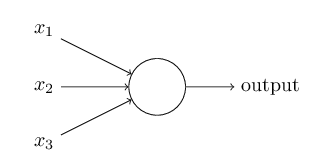 x₁
x₂
output
x₃